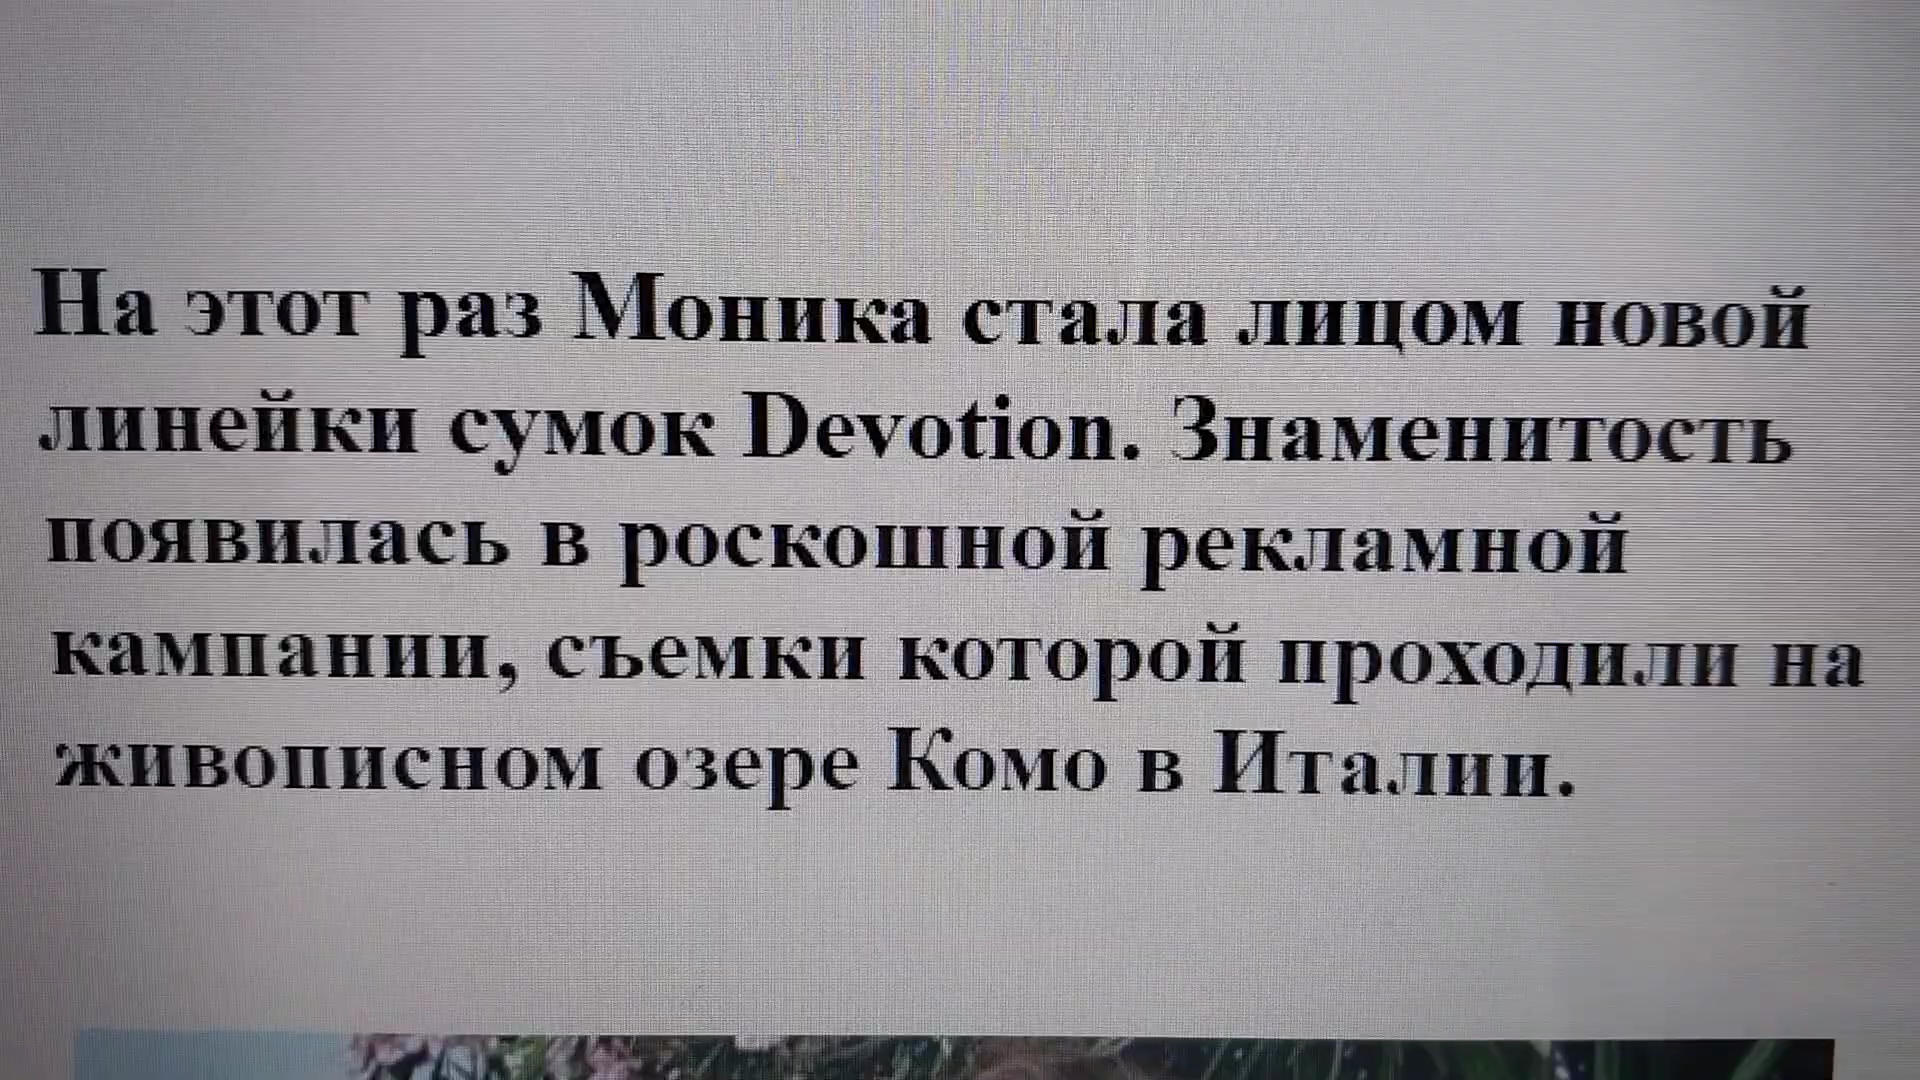 На этот раз Моника стала лицом новой
линейки сумок Devotion. Знаменитость
появилась в роскошной рекламной
кампании, съемки которой проходили на
живописном озере Комо в Италии.